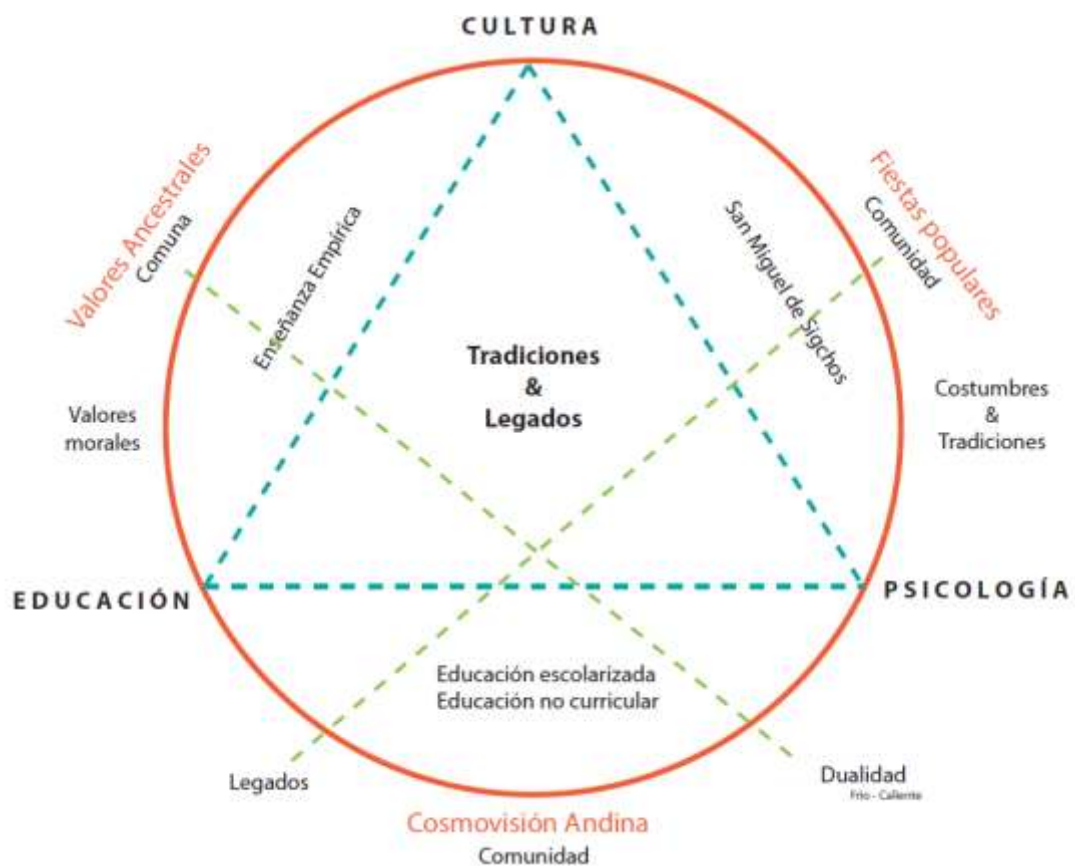 CULTURA
Valores Ancestrales
Comuna
Fiestas populares
Comunidad
Enseñanza Empírica
San Miguel de Sigchos
Tradiciones
&
Legados
Valores
morales
Costumbres
&
Tradiciones
EDUCACIÓN
PSICOLOGÍA
Educación escolarizada
Educación no curricular
Legados
Dualidad
Frío - Caliente
Cosmovisión Andina
Comunidad